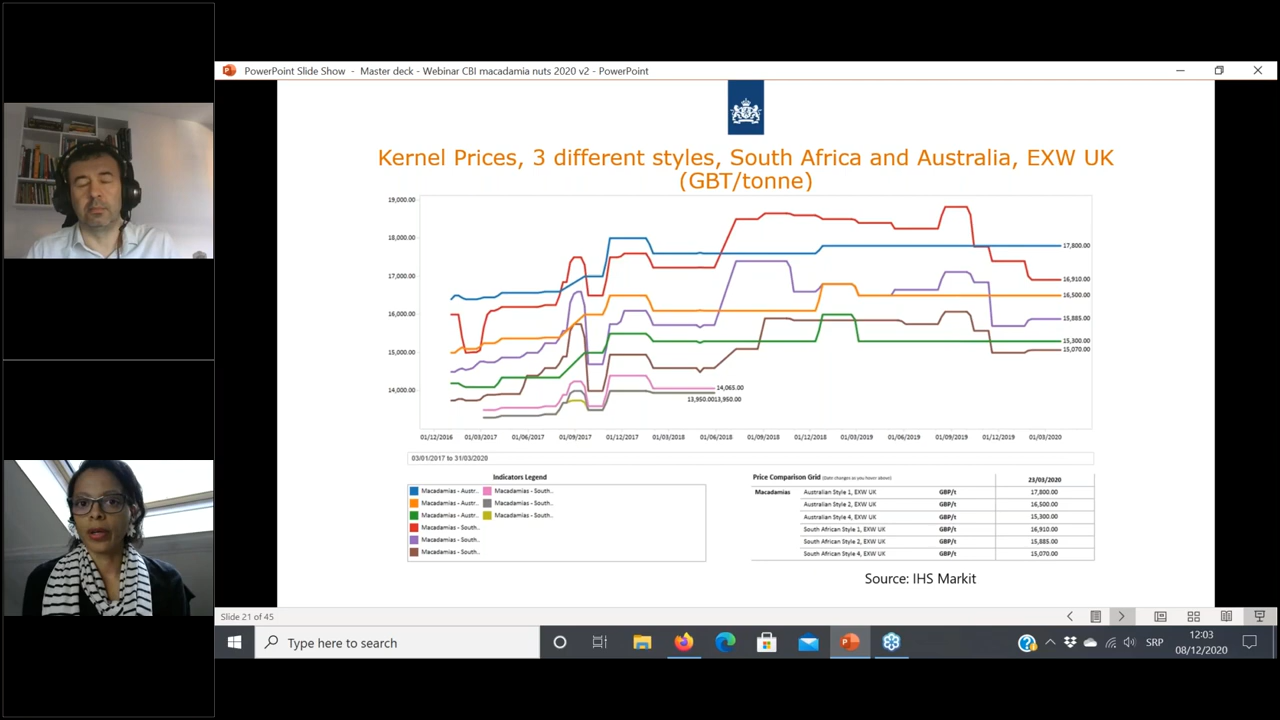 PowerPoint Slide Show - Master deck - Webinar CBI macadamia nuts 2020 v2 - PowerPoint
Kernel Prices, 3 different styles, South Africa and Australia, EXW UK
(GBT/tonne)
19,000.00
18,000.00
17,000.00
16,000.00
15,000.00
14,000.00
17,800.00
16,910.00
16,500.00
15,885.00
15,300.00
15,070.00
14,065.00
13,950.0013,950.00
01/12/2016 01/03/2017 01/06/2017 01/09/2017 01/12/2017 01/03/2018 01/06/2018 01/09/2018 01/12/2018 01/03/2019 01/06/2019 01/09/2019 01/12/2019 01/03/2020
03/01/2017 to 31/03/2020
Indicators Legend
Macadamias - Austr.. Macadamias - South..
Macadamias - Austr.. Macadamias - South..
Macadamias - Austr.. Macadamias - South..
Macadamias - South..
Macadamias - South..
Macadamias - South..
Price Comparison Grid (Date changes as you hover above) 23/03/2020
Macadamias Australian Style 1, EXW UK GBP/t 17,800.00
Australian Style 2, EXW UK GBP/t 16,500.00
Australian Style 4, EXW UK GBP/t 15,300.00
South African Style 1, EXW UK GBP/t 16,910.00
South African Style 2, EXW UK GBP/t 15,885.00
South African Style 4, EXW UK GBP/t 15,070.00
Source: IHS Markit
Slide 21 of 45
Type here to search
SRP
12:03
08/12/2020